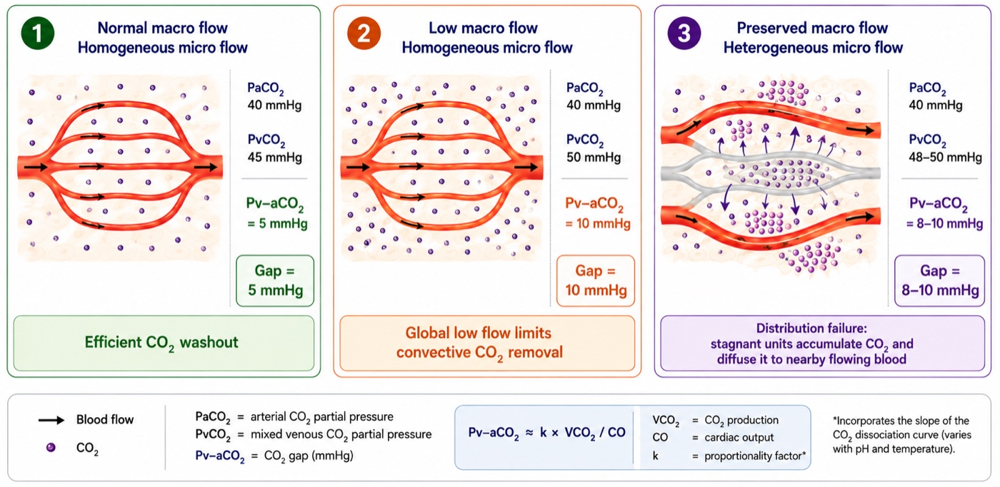 1
Normal macro flow
Homogeneous micro flow
PaCO₂
40 mmHg
PvCO₂
45 mmHg
Pv–aCO₂
= 5 mmHg
Gap =
5 mmHg
Efficient CO₂ washout
2
Low macro flow
Homogeneous micro flow
PaCO₂
40 mmHg
PvCO₂
50 mmHg
Pv–aCO₂
= 10 mmHg
Gap =
10 mmHg
Global low flow limits
convective CO₂ removal
3
Preserved macro flow
Heterogeneous micro flow
PaCO₂
40 mmHg
PvCO₂
48–50 mmHg
Pv–aCO₂
= 8–10 mmHg
Gap =
8–10 mmHg
Distribution failure:
stagnant units accumulate CO₂ and
diffuse it to nearby flowing blood
Blood flow
CO₂
PaCO₂ = arterial CO₂ partial pressure
PvCO₂ = mixed venous CO₂ partial pressure
Pv–aCO₂ = CO₂ gap (mmHg)
Pv–aCO₂ ≈ k × VCO₂ / CO
VCO₂ = CO₂ production
CO = cardiac output
k = proportionality factor*
*Incorporates the slope of the
CO₂ dissociation curve (varies
with pH and temperature).